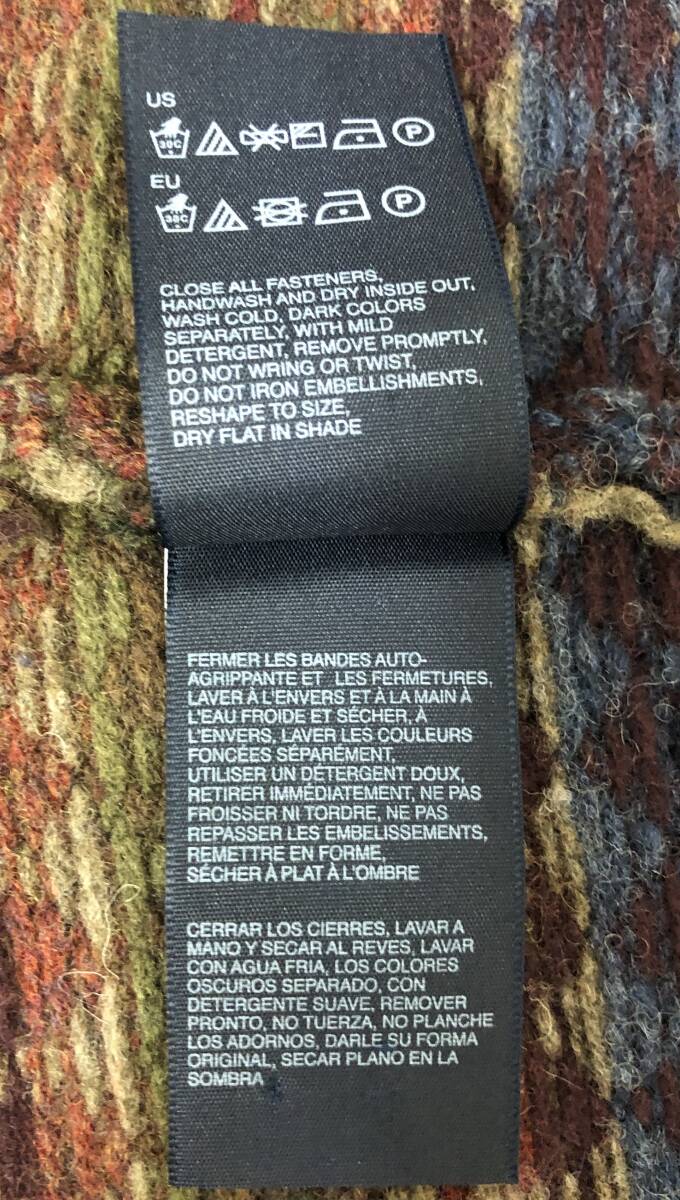 US
30C P
EU
30C P
CLOSE ALL FASTENERS,
HANDWASH AND DRY INSIDE OUT,
WASH COLD, DARK COLORS
SEPARATELY, WITH MILD
DETERGENT, REMOVE PROMPTLY,
DO NOT WRING OR TWIST,
DO NOT IRON EMBELLISHMENTS,
RESHAPE TO SIZE,
DRY FLAT IN SHADE
FERMER LES BANDES AUTO-
AGRIPPANTE ET LES FERMETURES,
LAVER À L'ENVERS ET À LA MAIN À
L'EAU FROIDE ET SÉCHER, À
L'ENVERS, LAVER LES COULEURS
FONCÉES SÉPARÉMENT,
UTILISER UN DÉTERGENT DOUX,
RETIRER IMMÉDIATEMENT, NE PAS
FROISSER NI TORDRE, NE PAS
REPASSER LES EMBELISSEMENTS,
REMETTRE EN FORME,
SÉCHER À PLAT À L'OMBRE
CERRAR LOS CIERRES, LAVAR A
MANO Y SECAR AL REVES, LAVAR
CON AGUA FRIA, LOS COLORES
OSCUROS SEPARADO, CON
DETERGENTE SUAVE, REMOVER
PRONTO, NO TUERZA, NO PLANCHE
LOS ADORNOS, DARLE SU FORMA
ORIGINAL, SECAR PLANO EN LA
SOMBRA